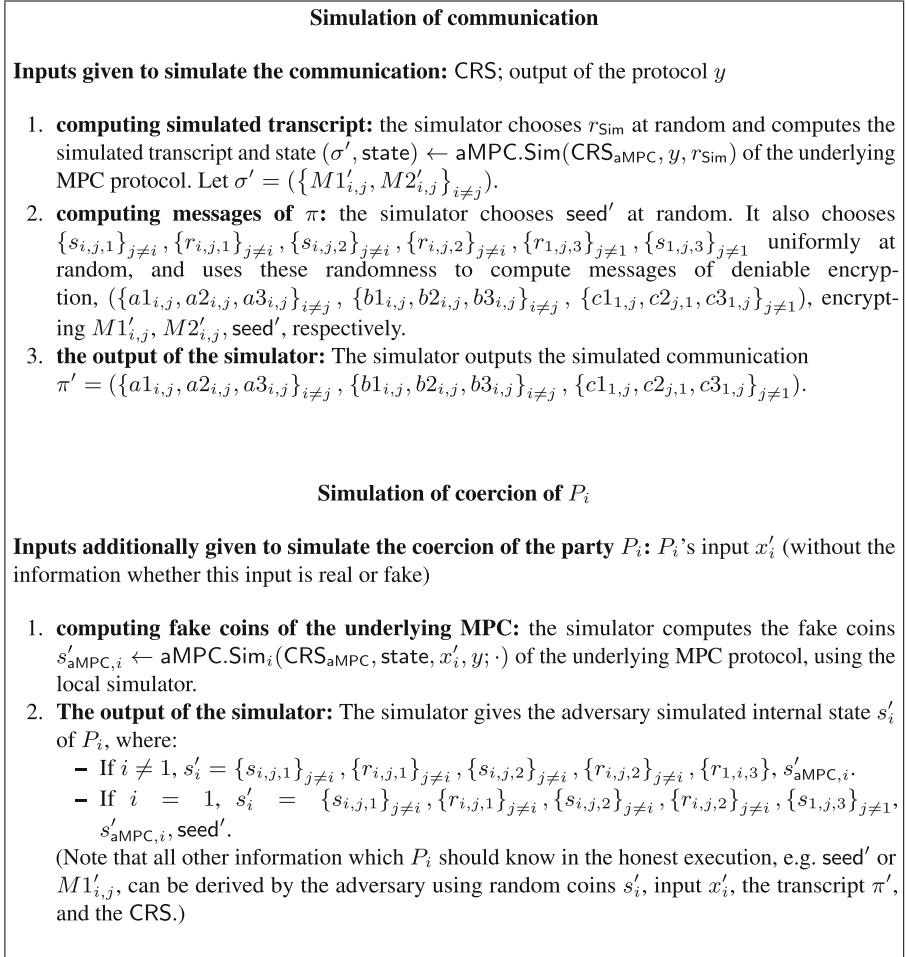 Simulation of communication
Inputs given to simulate the communication: CRS; output of the protocol y
1. computing simulated transcript: the simulator chooses r_Sim at random and computes the
simulated transcript and state (σ′, state) ← aMPC.Sim(CRS_aMPC, y, r_Sim) of the underlying
MPC protocol. Let σ′ = ({M1′_{i,j}, M2′_{i,j}}_{i≠j}).
2. computing messages of π: the simulator chooses seed′ at random. It also chooses
{s_{i,j,1}}_{j≠i}, {r_{i,j,1}}_{j≠i}, {s_{i,j,2}}_{j≠i}, {r_{i,j,2}}_{j≠i}, {r_{1,j,3}}_{j≠1}, {s_{1,j,3}}_{j≠1} uniformly at
random, and uses these randomness to compute messages of deniable encryp-
tion, ({a1_{i,j}, a2_{i,j}, a3_{i,j}}_{i≠j}, {b1_{i,j}, b2_{i,j}, b3_{i,j}}_{i≠j}, {c1_{1,j}, c2_{j,1}, c3_{1,j}}_{j≠1}), encrypt-
ing M1′_{i,j}, M2′_{i,j}, seed′, respectively.
3. the output of the simulator: The simulator outputs the simulated communication
π′ = ({a1_{i,j}, a2_{i,j}, a3_{i,j}}_{i≠j}, {b1_{i,j}, b2_{i,j}, b3_{i,j}}_{i≠j}, {c1_{1,j}, c2_{j,1}, c3_{1,j}}_{j≠1}).
Simulation of coercion of P_i
Inputs additionally given to simulate the coercion of the party P_i: P_i's input x′_i (without the
information whether this input is real or fake)
1. computing fake coins of the underlying MPC: the simulator computes the fake coins
s′_{aMPC,i} ← aMPC.Sim_i(CRS_aMPC, state, x′_i, y; ·) of the underlying MPC protocol, using the
local simulator.
2. The output of the simulator: The simulator gives the adversary simulated internal state s′_i
of P_i, where:
– If i ≠ 1, s′_i = {s_{i,j,1}}_{j≠i}, {r_{i,j,1}}_{j≠i}, {s_{i,j,2}}_{j≠i}, {r_{i,j,2}}_{j≠i}, {r_{1,i,3}}, s′_{aMPC,i}.
– If i = 1, s′_i = {s_{i,j,1}}_{j≠i}, {r_{i,j,1}}_{j≠i}, {s_{i,j,2}}_{j≠i}, {r_{i,j,2}}_{j≠i}, {s_{1,j,3}}_{j≠1},
s′_{aMPC,i}, seed′.
(Note that all other information which P_i should know in the honest execution, e.g. seed′ or
M1′_{i,j}, can be derived by the adversary using random coins s′_i, input x′_i, the transcript π′,
and the CRS.)